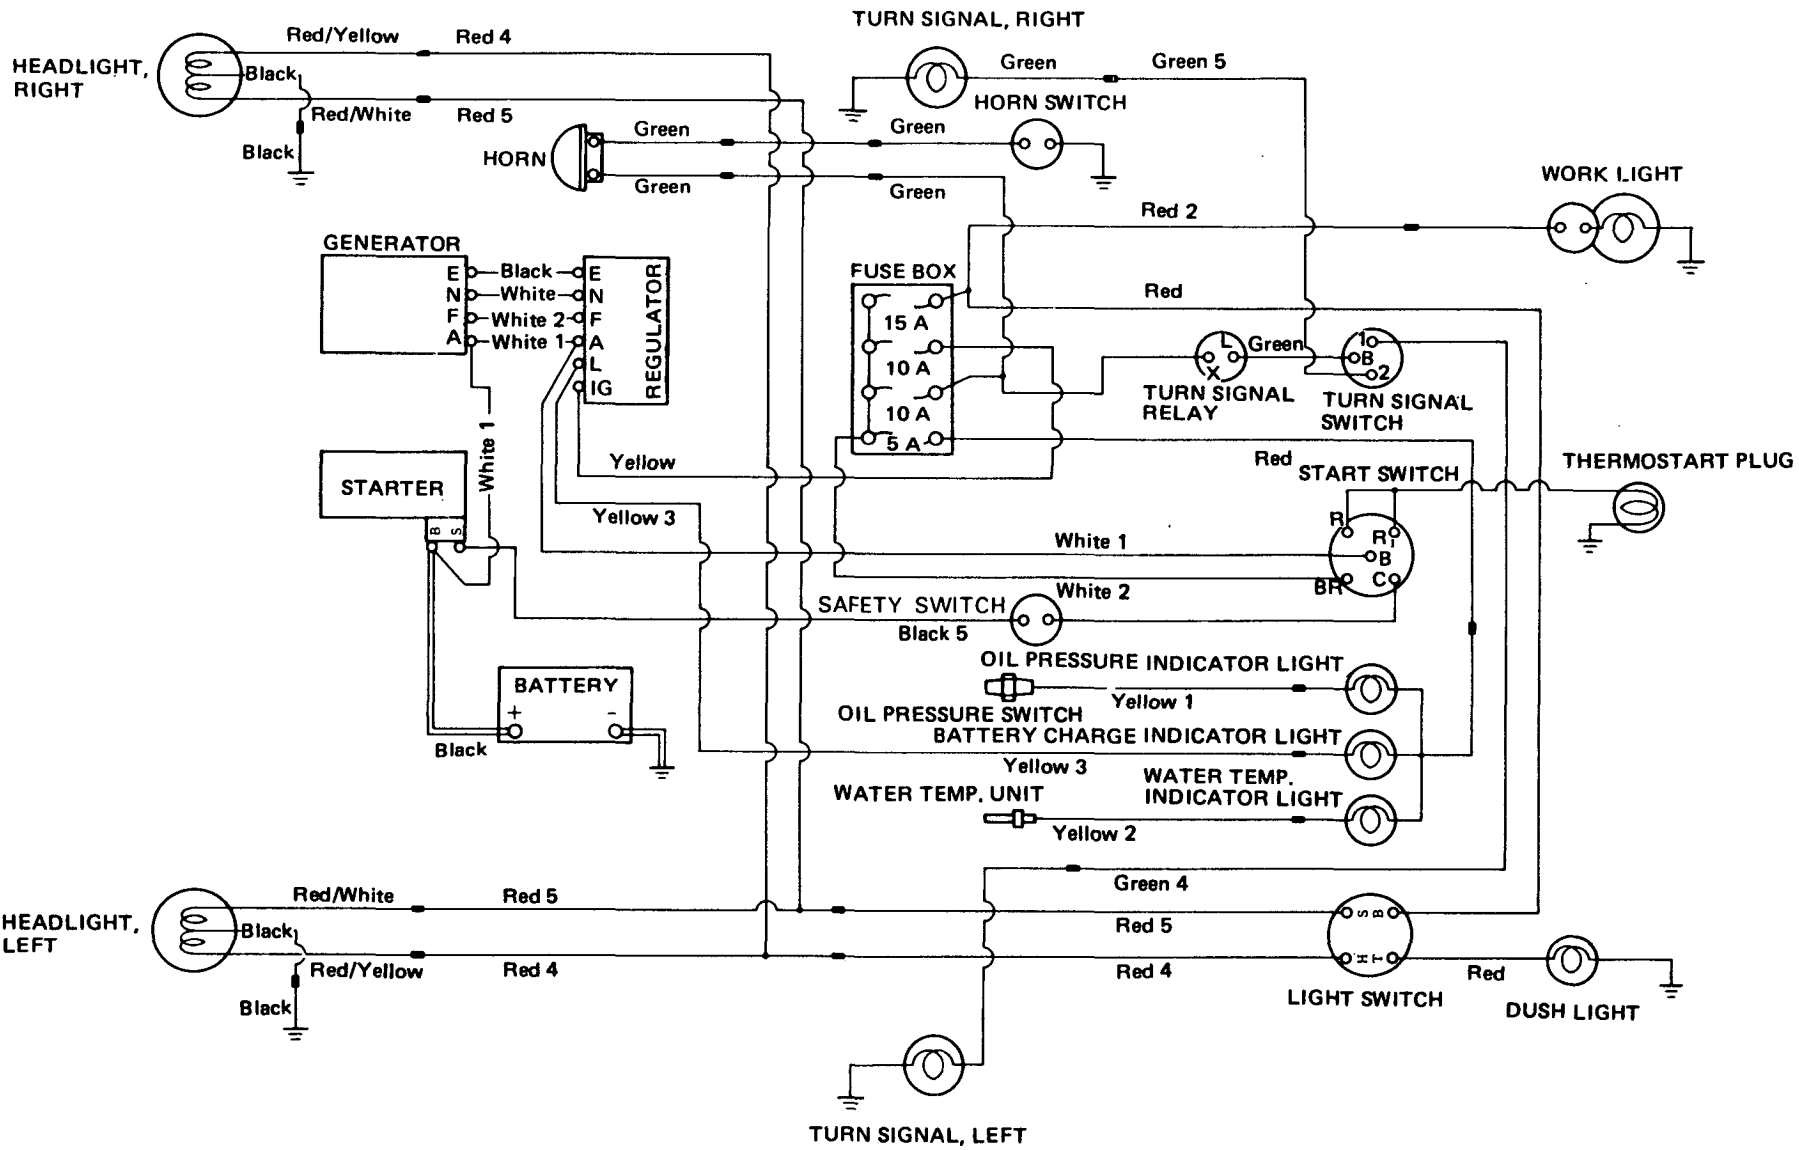 TURN SIGNAL, RIGHT
Red/Yellow
Red 4
HEADLIGHT,
RIGHT
Black
Red/White
Red 5
Black
Green
Green 5
HORN SWITCH
HORN
Green
Green
Green
Green
WORK LIGHT
Red 2
GENERATOR
E
N
F
A
Black
White
White 2
White 1
E
N
F
A
L
IG
REGULATOR
FUSE BOX
15 A
10 A
10 A
5 A
Red
L
X
Green
TURN SIGNAL
RELAY
1
B
2
TURN SIGNAL
SWITCH
White 1
Yellow
Yellow 3
STARTER
B
S
Red
START SWITCH
THERMOSTART PLUG
R
R1
B
BR
C
White 1
White 2
SAFETY SWITCH
Black 5
BATTERY
+
-
Black
OIL PRESSURE INDICATOR LIGHT
Yellow 1
OIL PRESSURE SWITCH
BATTERY CHARGE INDICATOR LIGHT
Yellow 3
WATER TEMP.
INDICATOR LIGHT
WATER TEMP. UNIT
Yellow 2
Green 4
Red/White
Red 5
HEADLIGHT,
LEFT
Black
Red/Yellow
Red 4
Black
Red 5
Red 4
S
B
H
T
LIGHT SWITCH
Red
DUSH LIGHT
TURN SIGNAL, LEFT